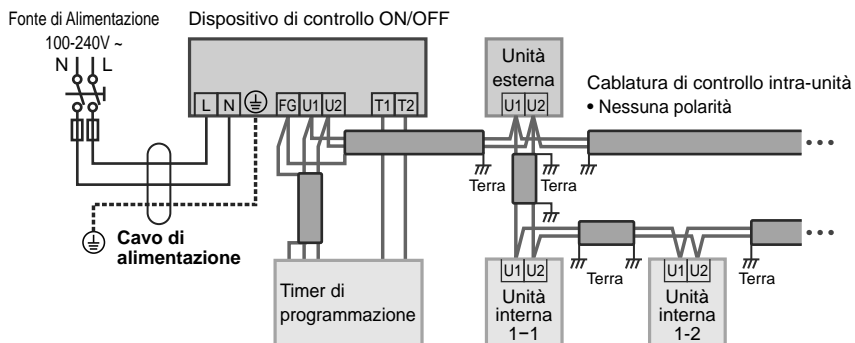 Fonte di Alimentazione
100-240V ~
N L
Dispositivo di controllo ON/OFF
L N FG U1 U2 T1 T2
Unità
esterna
U1 U2
Cablatura di controllo intra-unità
• Nessuna polarità
Terra
Terra
Cavo di
alimentazione
Timer di
programmazione
U1 U2
Unità
interna
1−1
Terra
U1 U2
Unità
interna
1-2
Terra